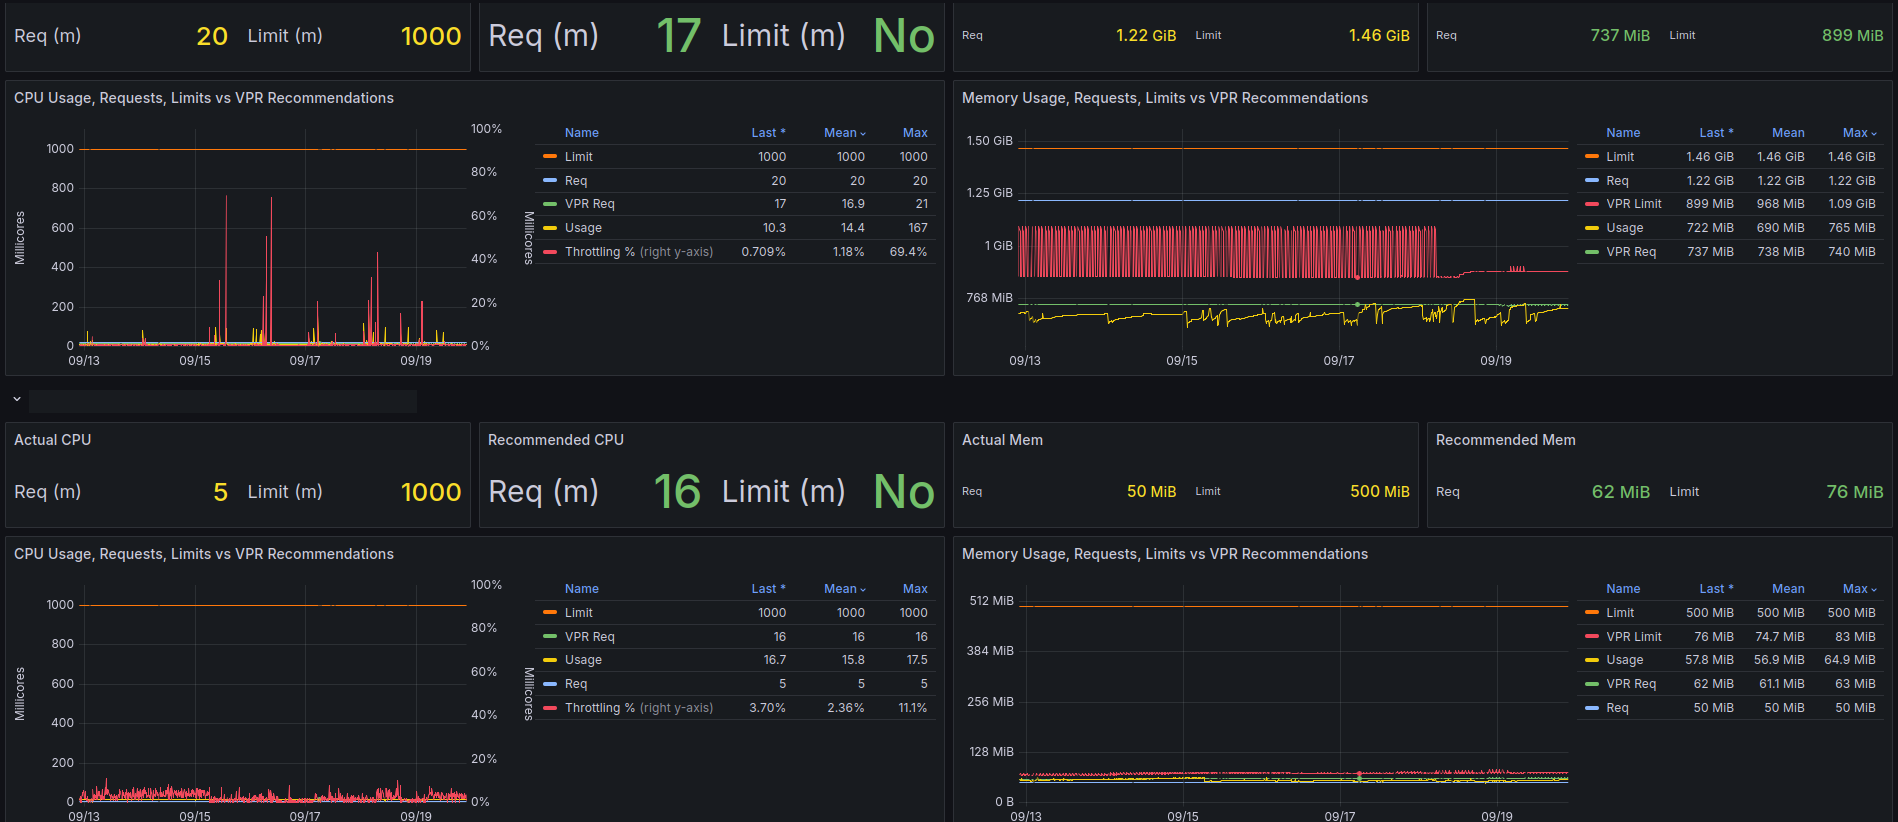 Req (m) 20 Limit (m) 1000
Req (m) 17 Limit (m) No
Req 1.22 GiB Limit 1.46 GiB
Req 737 MiB Limit 899 MiB
CPU Usage, Requests, Limits vs VPR Recommendations
Millicores
1000
800
600
400
200
0
09/13 09/15 09/17 09/19
100%
80%
60%
40%
20%
0%
Millicores
Name Last * Mean Max
Limit 1000 1000 1000
Req 20 20 20
VPR Req 17 16.9 21
Usage 10.3 14.4 167
Throttling % (right y-axis) 0.709% 1.18% 69.4%
Memory Usage, Requests, Limits vs VPR Recommendations
1.50 GiB
1.25 GiB
1 GiB
768 MiB
09/13 09/15 09/17 09/19
Name Last * Mean Max
Limit 1.46 GiB 1.46 GiB 1.46 GiB
Req 1.22 GiB 1.22 GiB 1.22 GiB
VPR Limit 899 MiB 968 MiB 1.09 GiB
Usage 722 MiB 690 MiB 765 MiB
VPR Req 737 MiB 738 MiB 740 MiB
Actual CPU
Req (m) 5 Limit (m) 1000
Recommended CPU
Req (m) 16 Limit (m) No
Actual Mem
Req 50 MiB Limit 500 MiB
Recommended Mem
Req 62 MiB Limit 76 MiB
CPU Usage, Requests, Limits vs VPR Recommendations
Millicores
1000
800
600
400
200
0
09/13 09/15 09/17 09/19
100%
80%
60%
40%
20%
0%
Millicores
Name Last * Mean Max
Limit 1000 1000 1000
VPR Req 16 16 16
Usage 16.7 15.8 17.5
Req 5 5 5
Throttling % (right y-axis) 3.70% 2.36% 11.1%
Memory Usage, Requests, Limits vs VPR Recommendations
512 MiB
384 MiB
256 MiB
128 MiB
0 B
09/13 09/15 09/17 09/19
Name Last * Mean Max
Limit 500 MiB 500 MiB 500 MiB
VPR Limit 76 MiB 74.7 MiB 83 MiB
Usage 57.8 MiB 56.9 MiB 64.9 MiB
VPR Req 62 MiB 61.1 MiB 63 MiB
Req 50 MiB 50 MiB 50 MiB